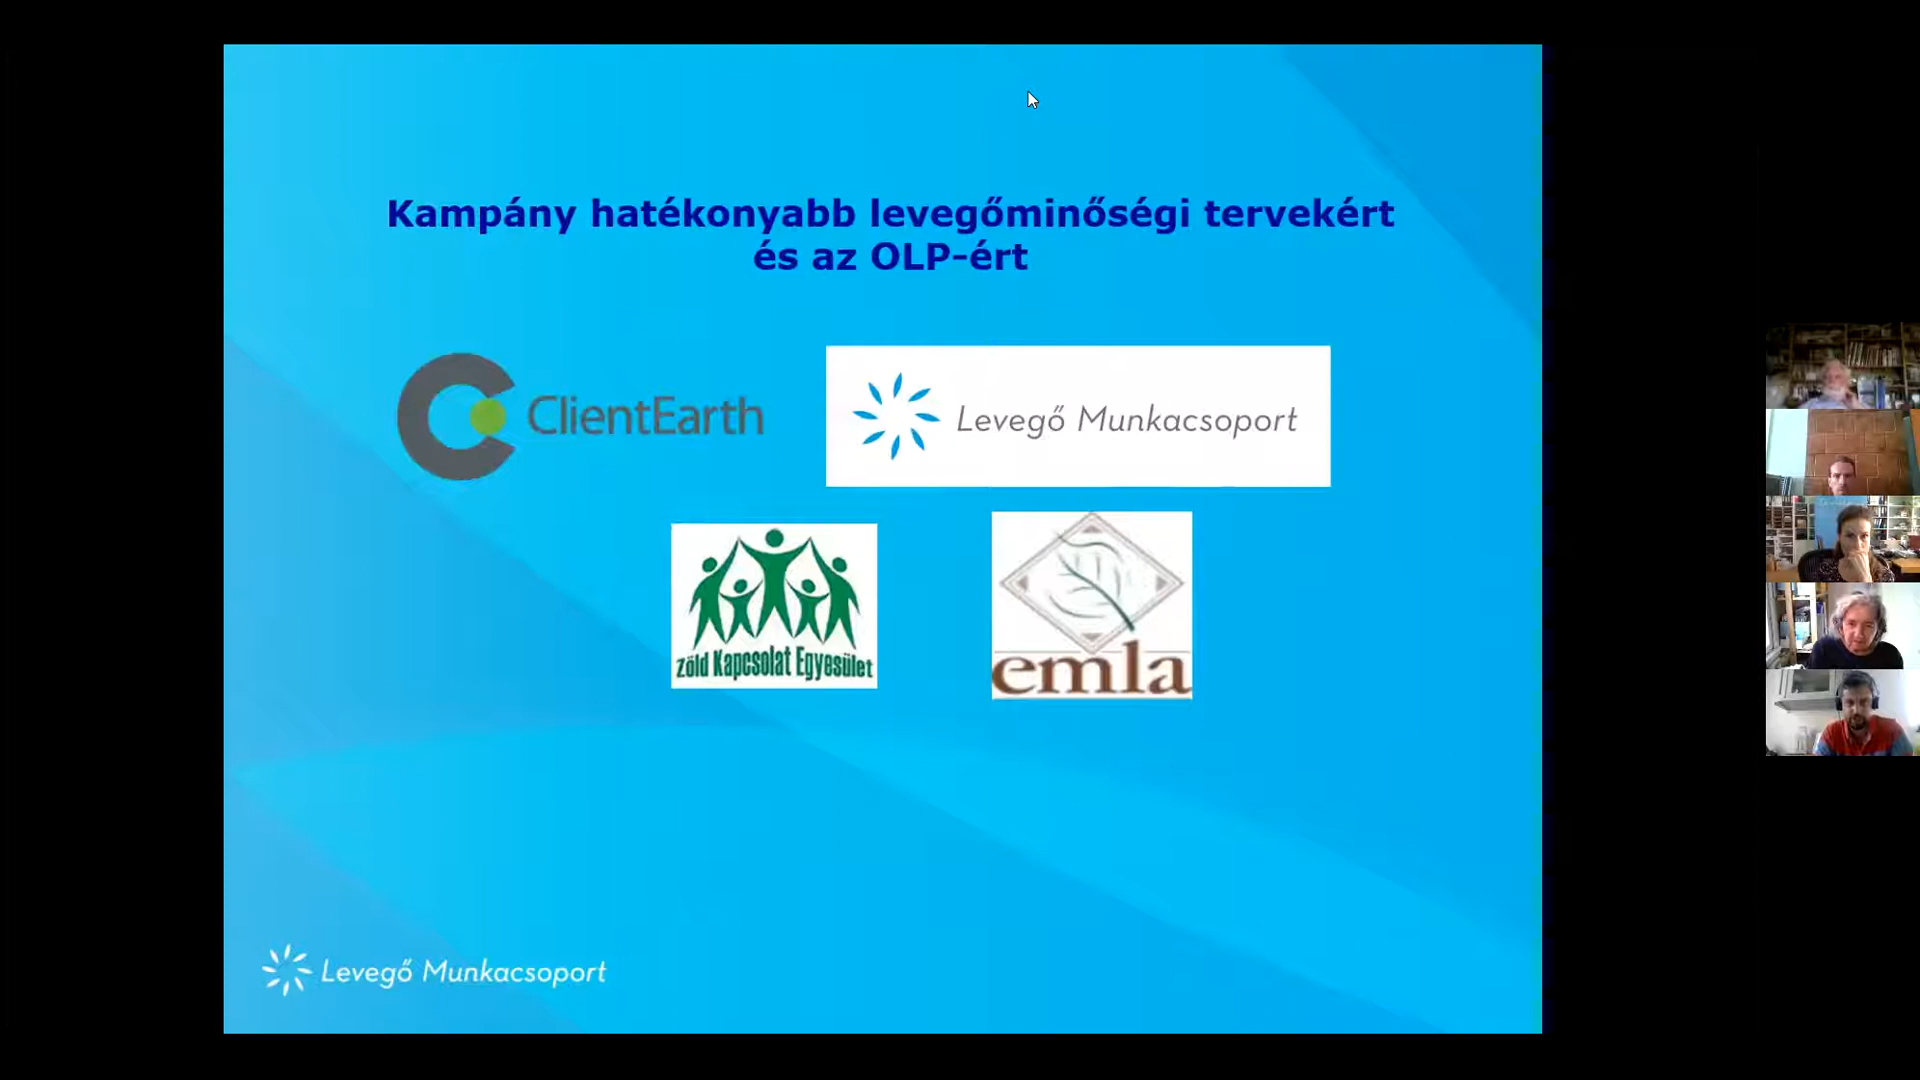 Kampány hatékonyabb levegőminőségi tervekért
és az OLP-ért
ClientEarth
Levegő Munkacsoport
Zöld Kapcsolat Egyesület
emla
Levegő Munkacsoport